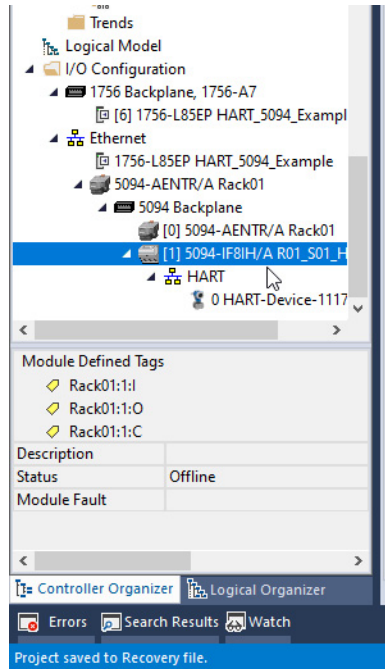 Trends
Logical Model
I/O Configuration
1756 Backplane, 1756-A7
[6] 1756-L85EP HART_5094_Exampl
Ethernet
1756-L85EP HART_5094_Example
5094-AENTR/A Rack01
5094 Backplane
[0] 5094-AENTR/A Rack01
[1] 5094-IF8IH/A R01_S01_H
HART
0 HART-Device-1117
Module Defined Tags
Rack01:1:I
Rack01:1:O
Rack01:1:C
Description
Status Offline
Module Fault
Controller Organizer Logical Organizer
Errors Search Results Watch
Project saved to Recovery file.